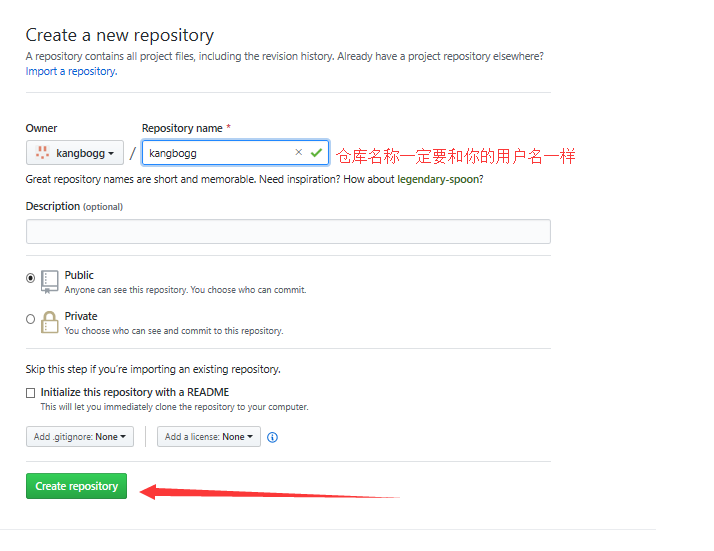 Create a new repository
A repository contains all project files, including the revision history. Already have a project repository elsewhere?
Import a repository.
Owner
Repository name *
kangbogg
/
kangbogg
仓库名称一定要和你的用户名一样
Great repository names are short and memorable. Need inspiration? How about legendary-spoon?
Description (optional)
Public
Anyone can see this repository. You choose who can commit.
Private
You choose who can see and commit to this repository.
Skip this step if you're importing an existing repository.
Initialize this repository with a README
This will let you immediately clone the repository to your computer.
Add .gitignore: None
Add a license: None
Create repository